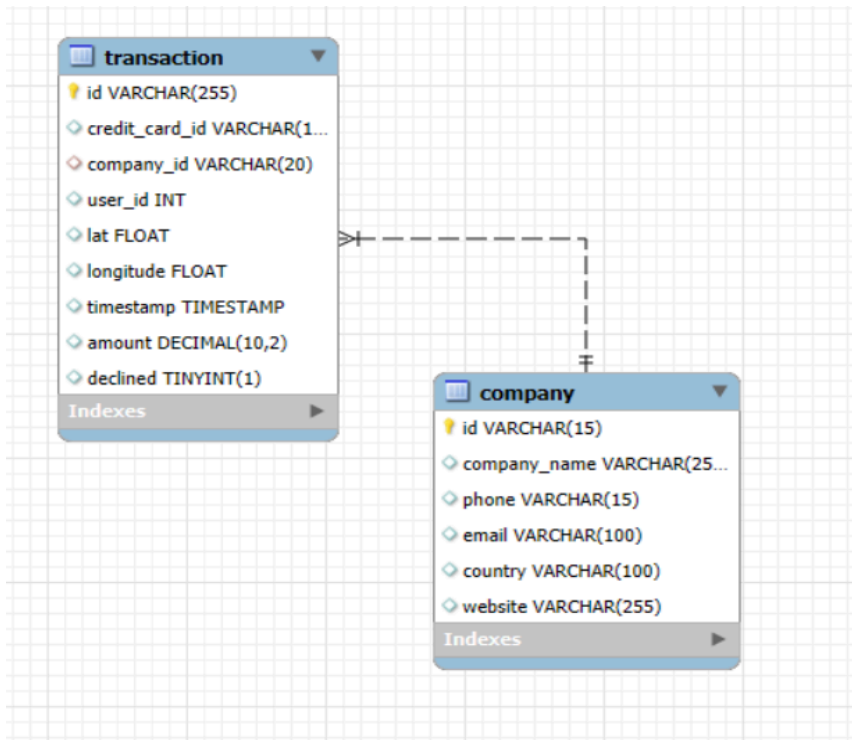 transaction
id VARCHAR(255)
credit_card_id VARCHAR(1...
company_id VARCHAR(20)
user_id INT
lat FLOAT
longitude FLOAT
timestamp TIMESTAMP
amount DECIMAL(10,2)
declined TINYINT(1)
Indexes
company
id VARCHAR(15)
company_name VARCHAR(25...
phone VARCHAR(15)
email VARCHAR(100)
country VARCHAR(100)
website VARCHAR(255)
Indexes